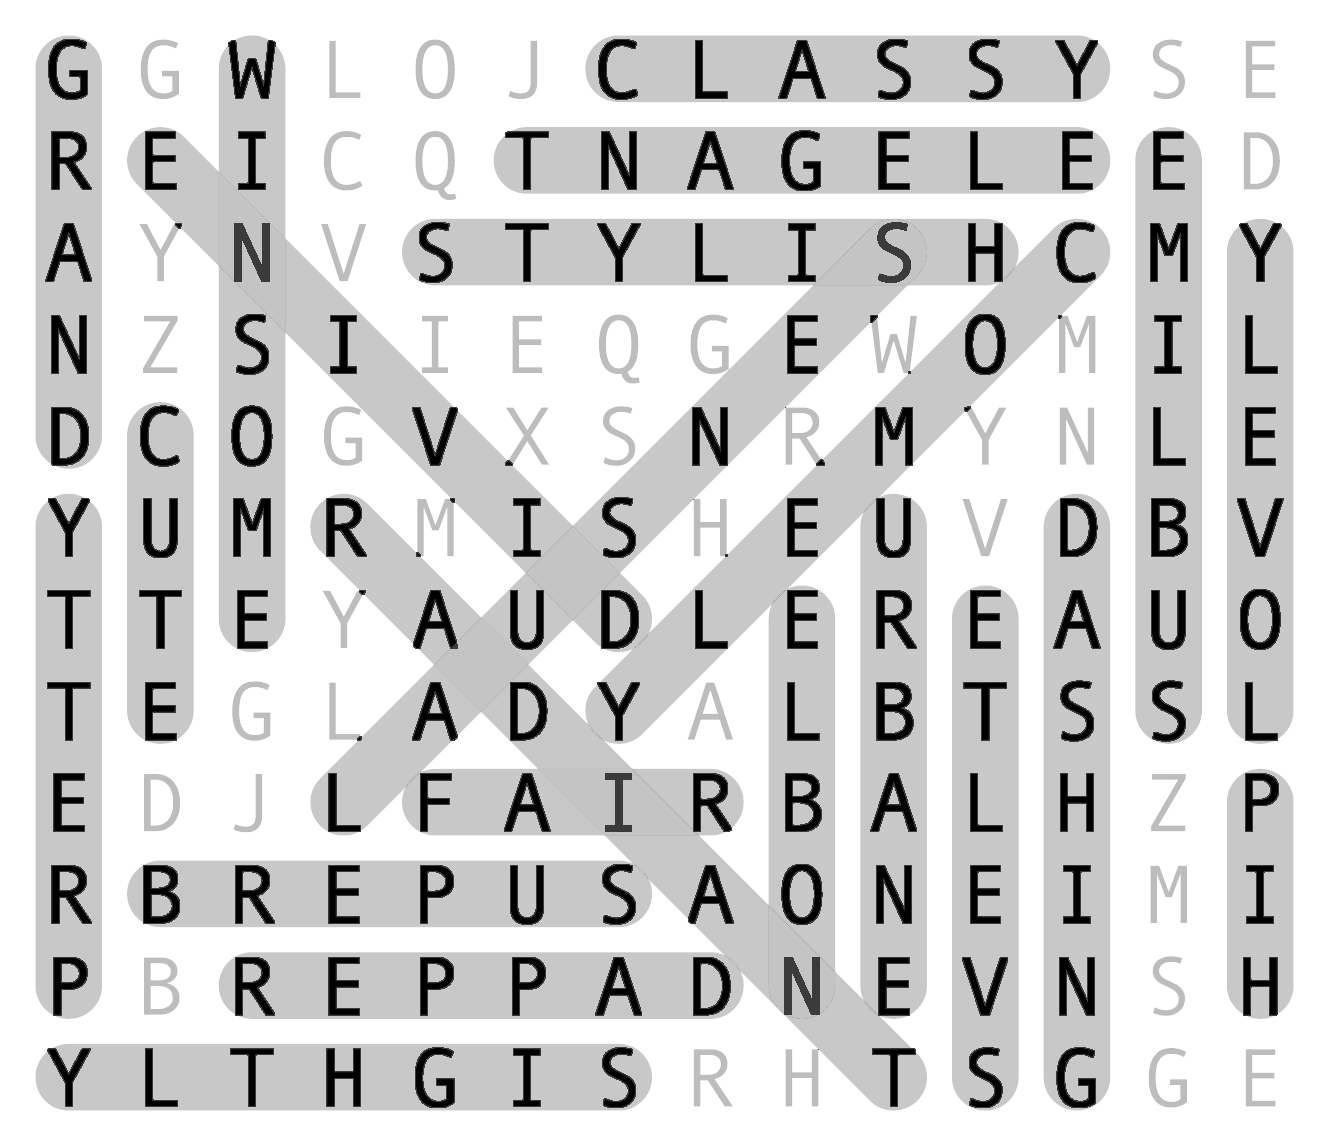 G G W L O J C L A S S Y S E
R E I C Q T N A G E L E E D
A Y N V S T Y L I S H C M Y
N Z S I I E Q G E W O M I L
D C O G V X S N R M Y N L E
Y U M R M I S H E U V D B V
T T E Y A U D L E R E A U O
T E G L A D Y A L B T S S L
E D J L F A I R B A L H Z P
R B R E P U S A O N E I M I
P B R E P P A D N E V N S H
Y L T H G I S R H T S G G E